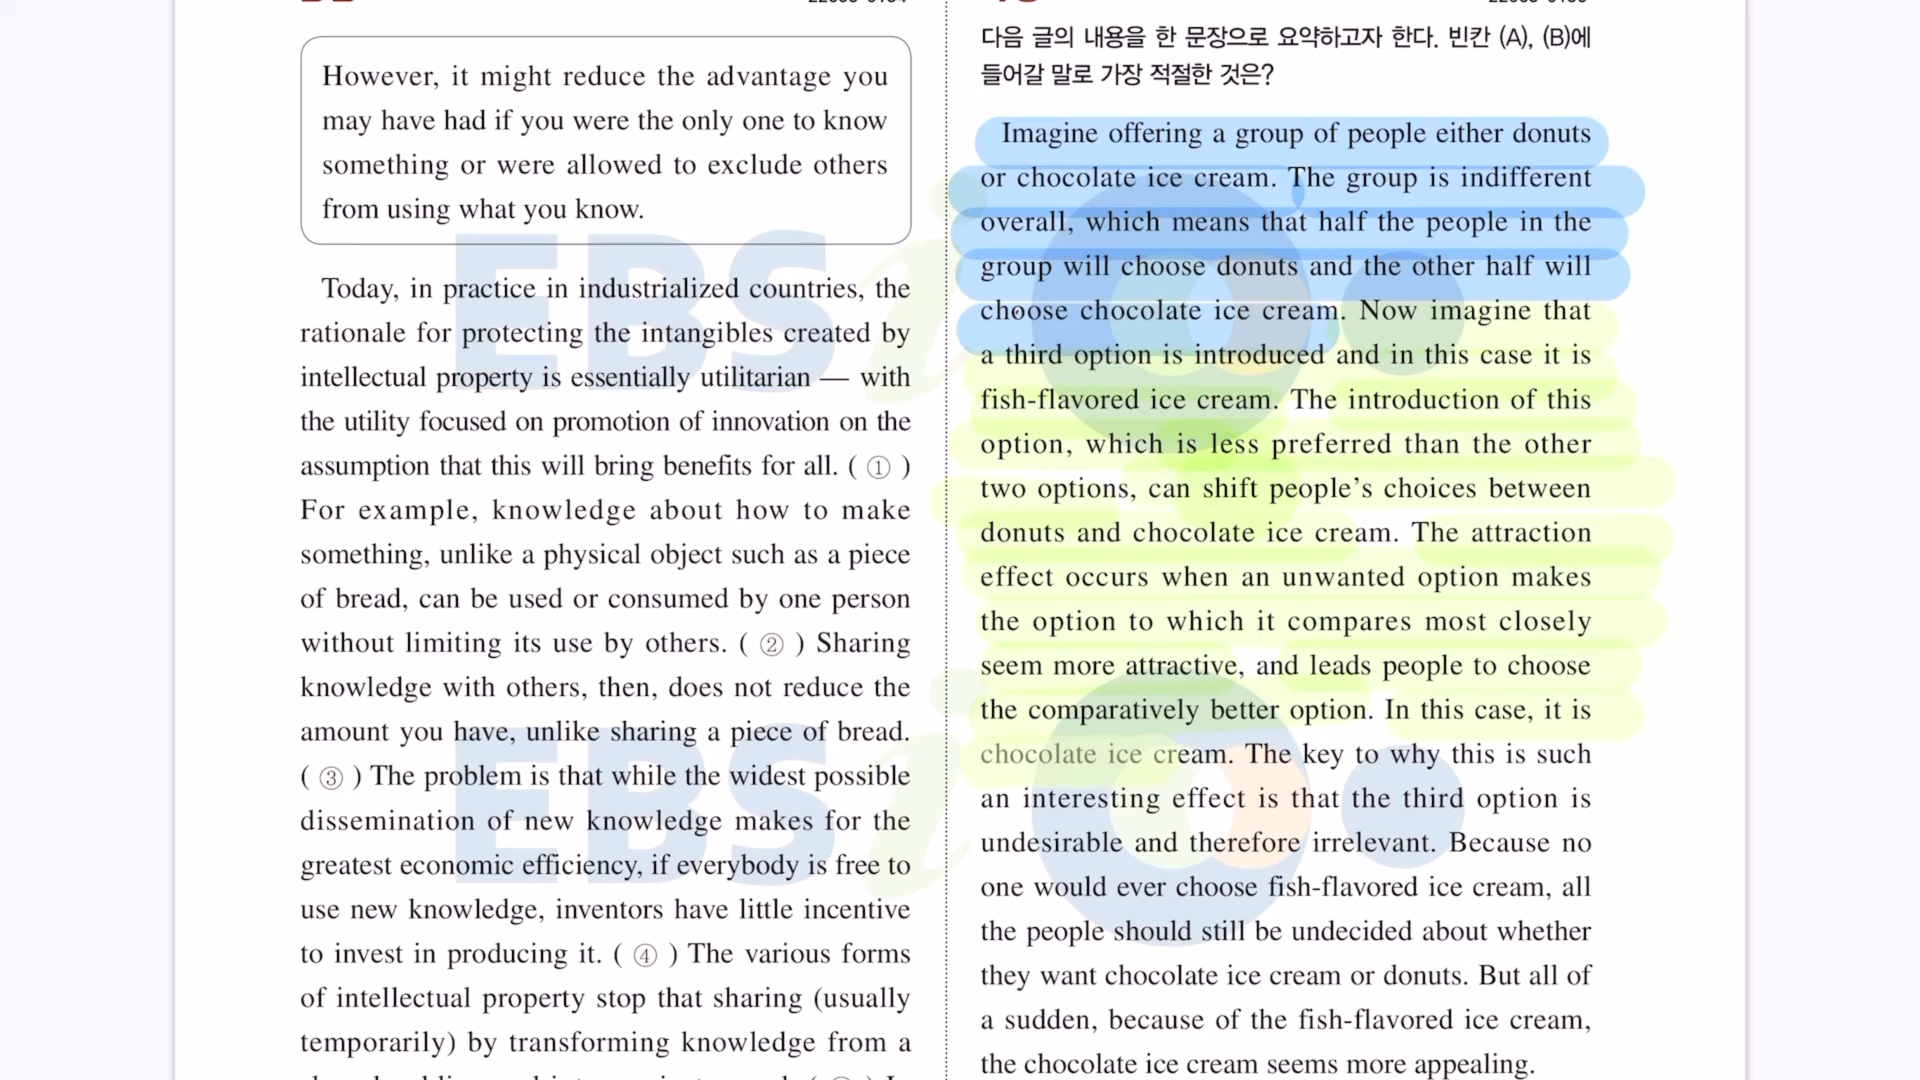 However, it might reduce the advantage you
may have had if you were the only one to know
something or were allowed to exclude others
from using what you know.
Today, in practice in industrialized countries, the
rationale for protecting the intangibles created by
intellectual property is essentially utilitarian — with
the utility focused on promotion of innovation on the
assumption that this will bring benefits for all. ( ① )
For example, knowledge about how to make
something, unlike a physical object such as a piece
of bread, can be used or consumed by one person
without limiting its use by others. ( ② ) Sharing
knowledge with others, then, does not reduce the
amount you have, unlike sharing a piece of bread.
( ③ ) The problem is that while the widest possible
dissemination of new knowledge makes for the
greatest economic efficiency, if everybody is free to
use new knowledge, inventors have little incentive
to invest in producing it. ( ④ ) The various forms
of intellectual property stop that sharing (usually
temporarily) by transforming knowledge from a
다음 글의 내용을 한 문장으로 요약하고자 한다. 빈칸 (A), (B)에
들어갈 말로 가장 적절한 것은?
Imagine offering a group of people either donuts
or chocolate ice cream. The group is indifferent
overall, which means that half the people in the
group will choose donuts and the other half will
choose chocolate ice cream. Now imagine that
a third option is introduced and in this case it is
fish-flavored ice cream. The introduction of this
option, which is less preferred than the other
two options, can shift people's choices between
donuts and chocolate ice cream. The attraction
effect occurs when an unwanted option makes
the option to which it compares most closely
seem more attractive, and leads people to choose
the comparatively better option. In this case, it is
chocolate ice cream. The key to why this is such
an interesting effect is that the third option is
undesirable and therefore irrelevant. Because no
one would ever choose fish-flavored ice cream, all
the people should still be undecided about whether
they want chocolate ice cream or donuts. But all of
a sudden, because of the fish-flavored ice cream,
the chocolate ice cream seems more appealing.
EBSi
EBSi